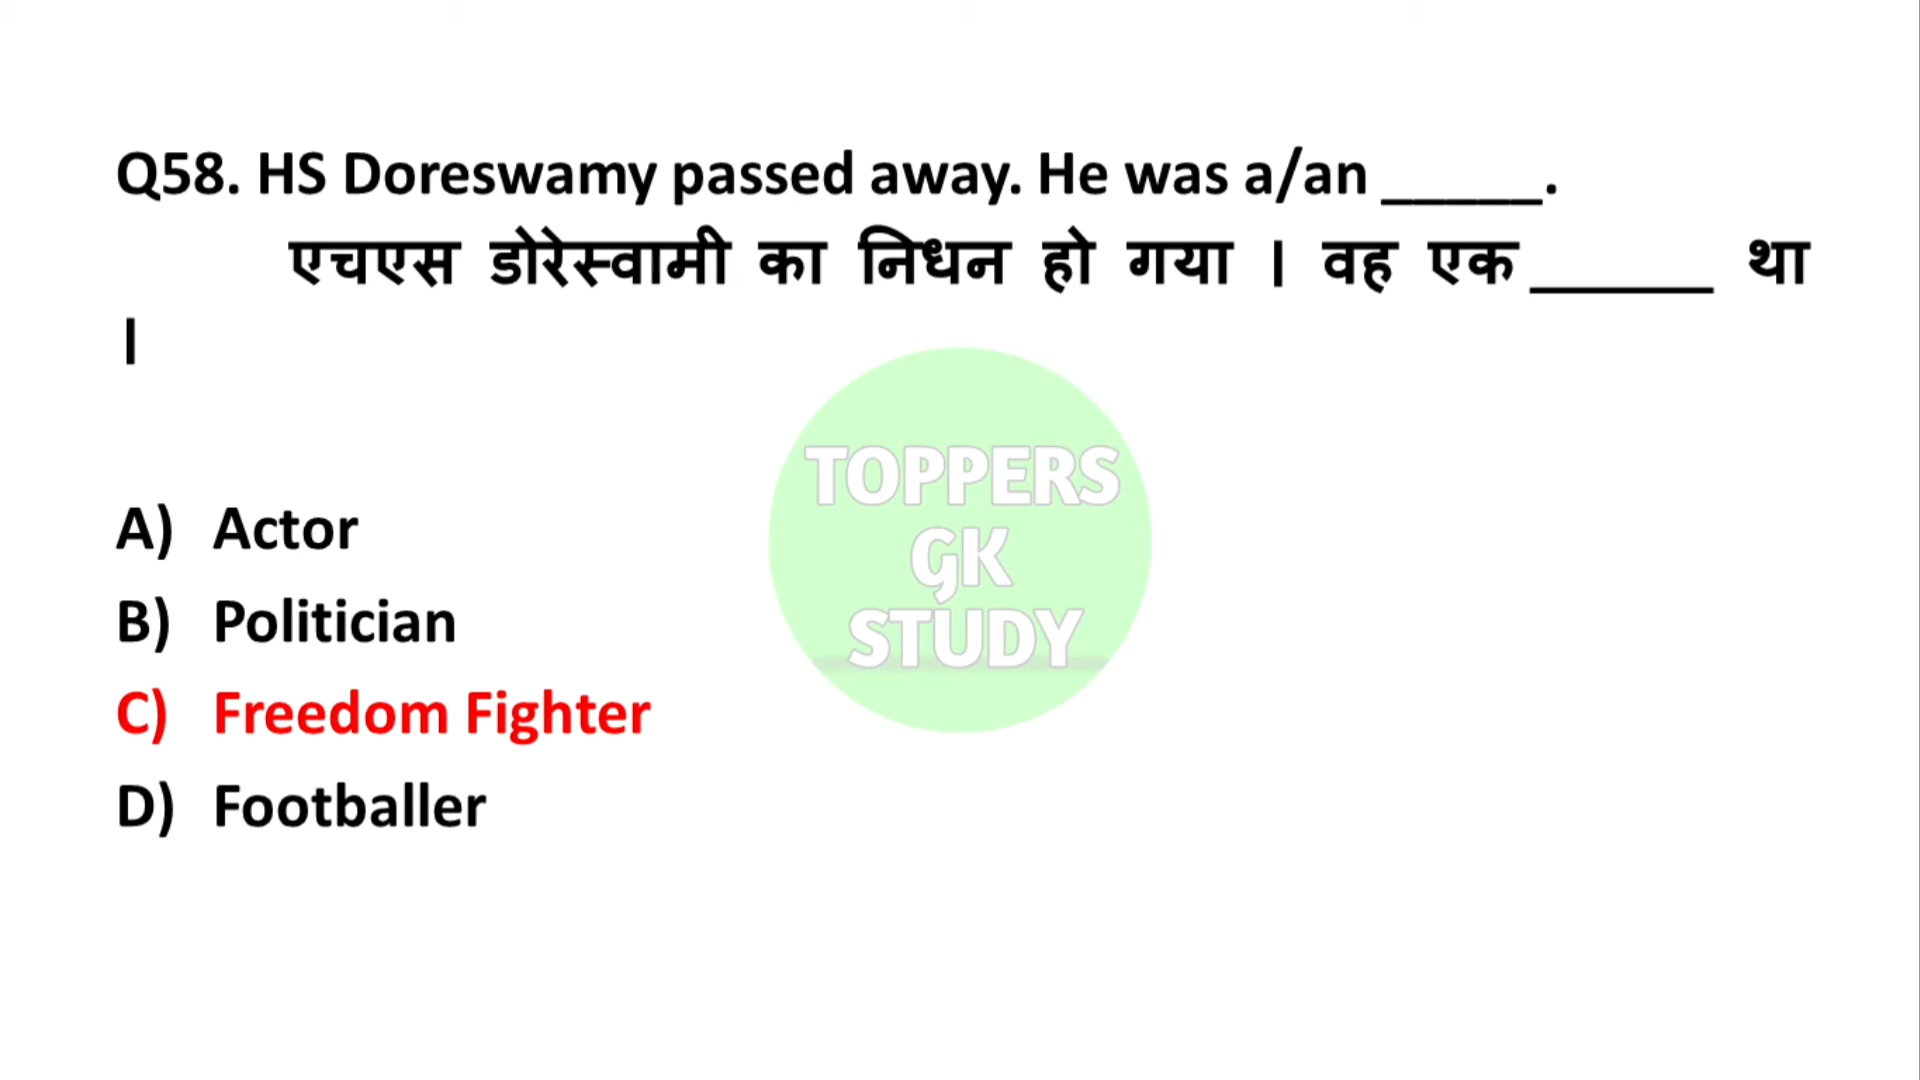 Q58. HS Doreswamy passed away. He was a/an _____.
एचएस डोरेस्वामी का निधन हो गया । वह एक ______ था
।
TOPPERS
GK
STUDY
A) Actor
B) Politician
C) Freedom Fighter
D) Footballer